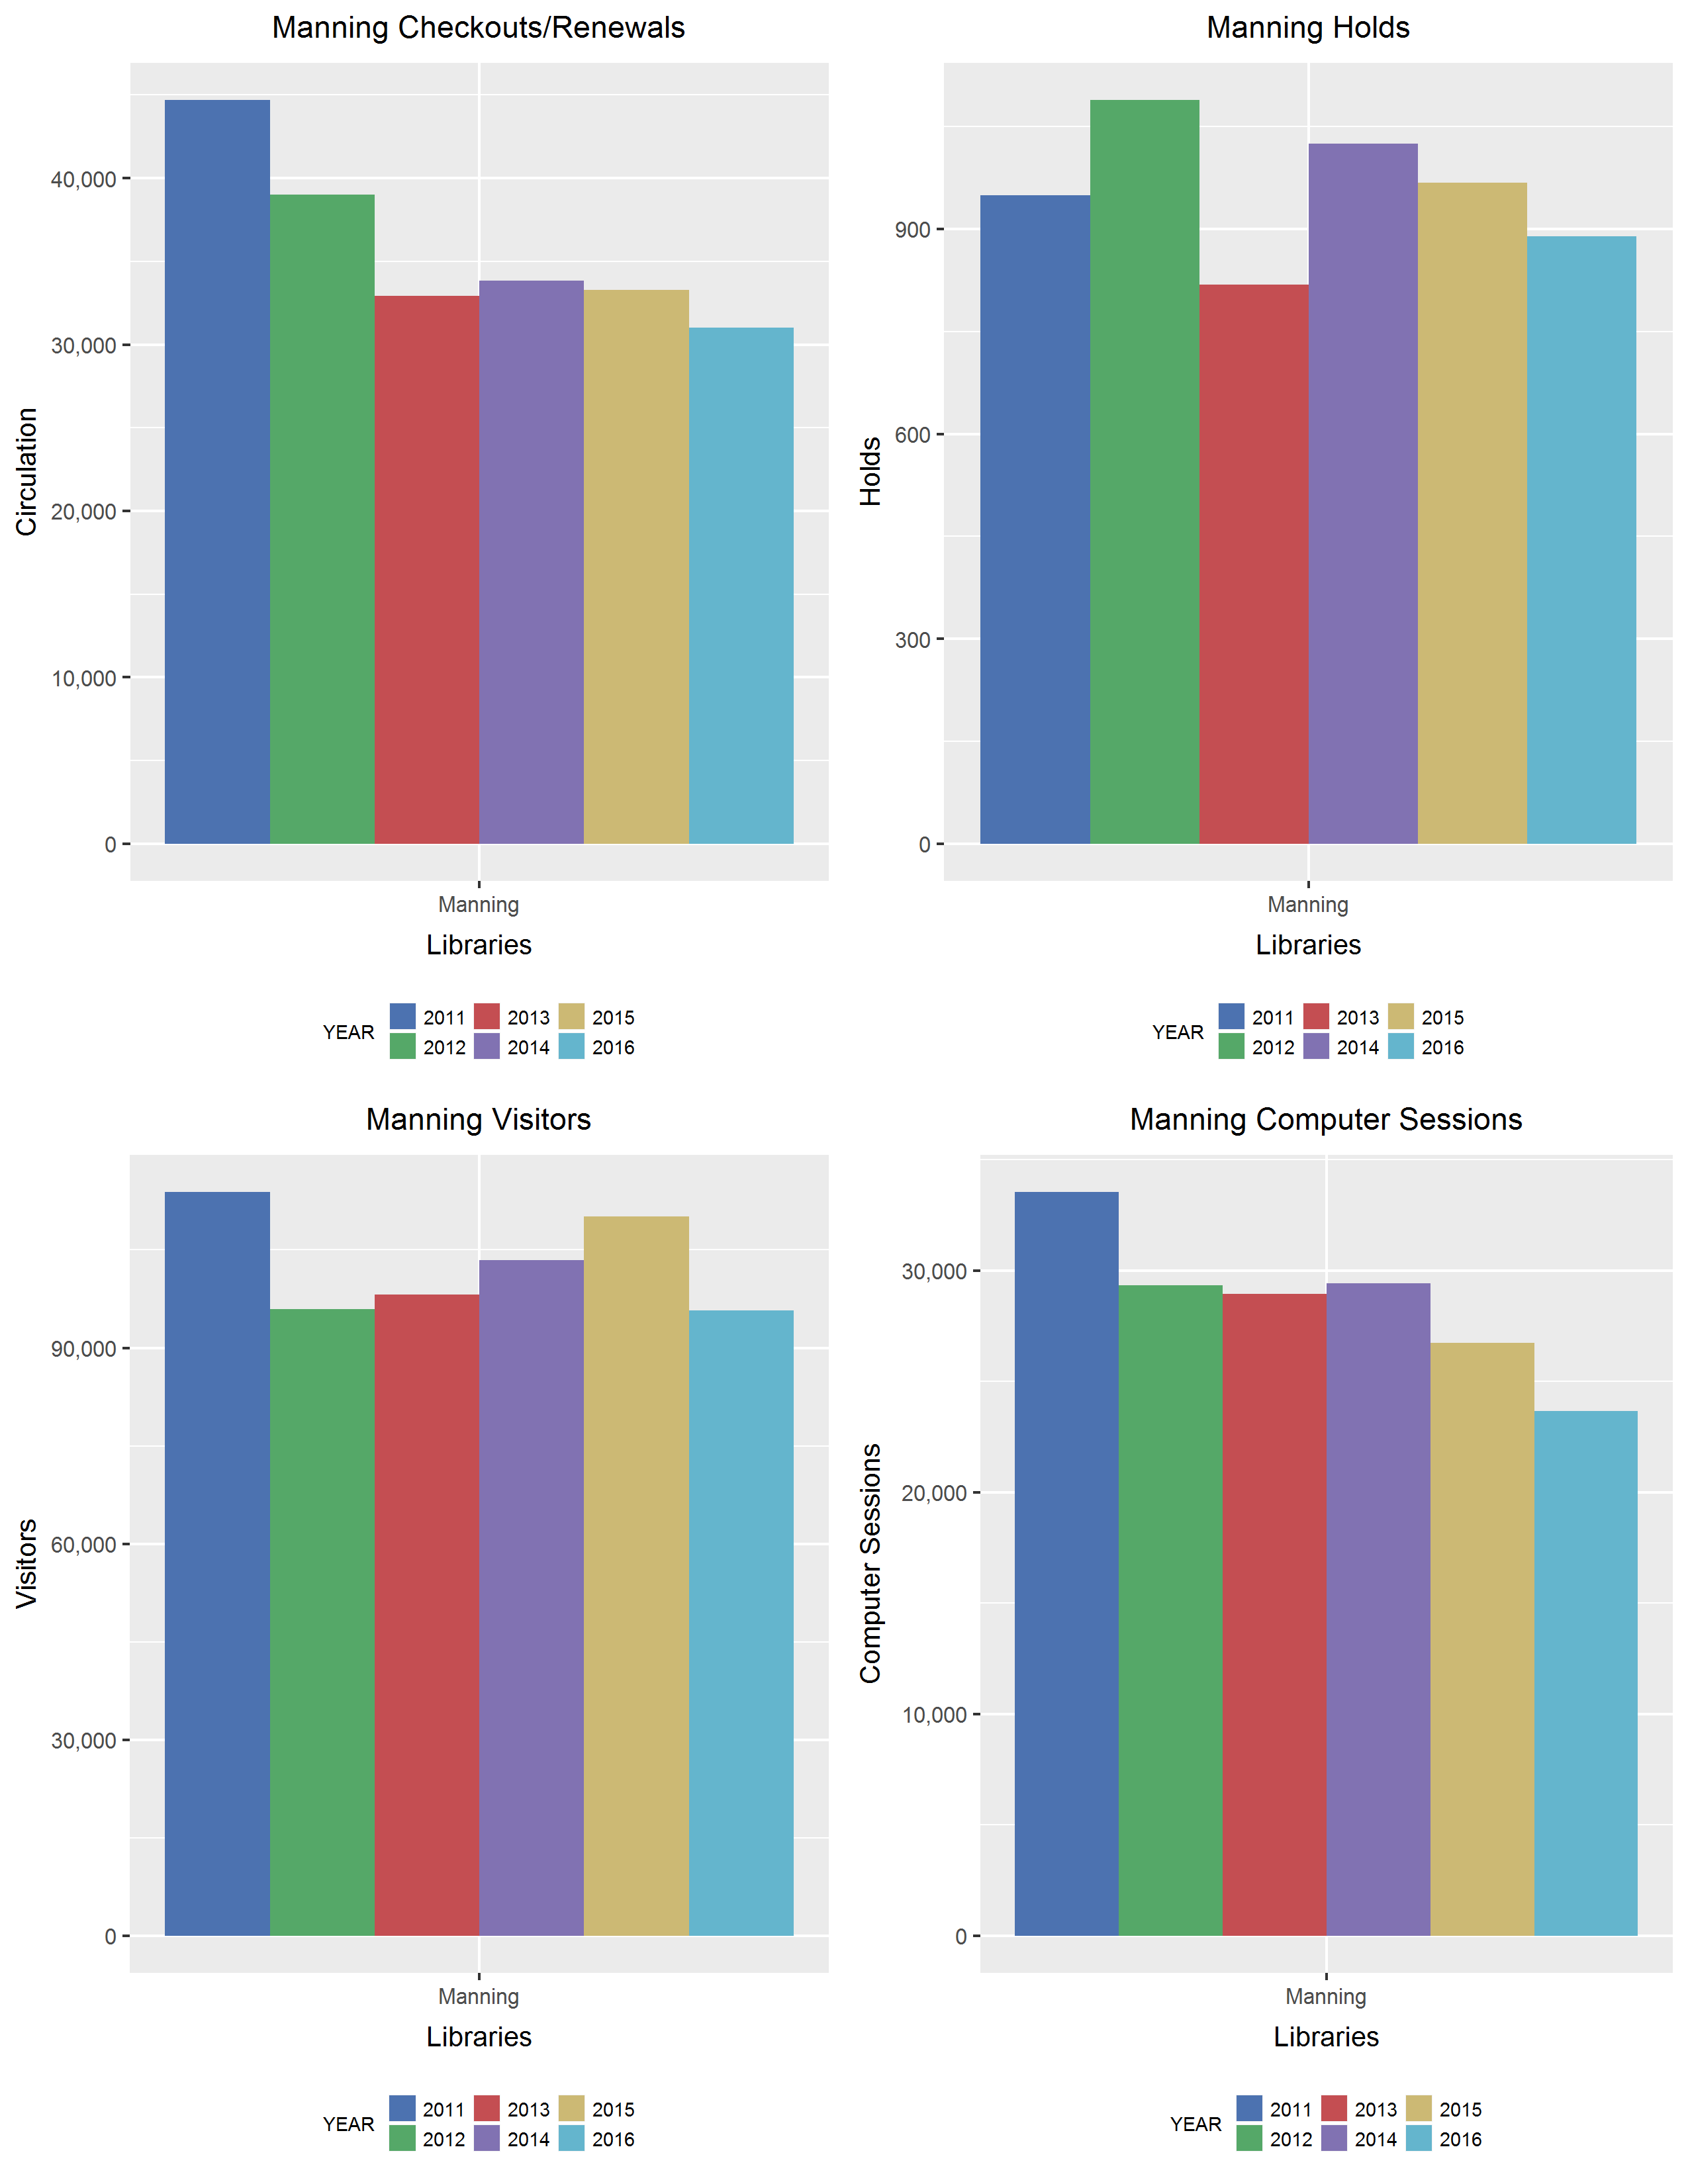 Manning Checkouts/Renewals
Circulation
40,000
30,000
20,000
10,000
0
Manning
Libraries
YEAR
2011 2013 2015
2012 2014 2016
Manning Holds
Holds
900
600
300
0
Manning
Libraries
YEAR
2011 2013 2015
2012 2014 2016
Manning Visitors
Visitors
90,000
60,000
30,000
0
Manning
Libraries
YEAR
2011 2013 2015
2012 2014 2016
Manning Computer Sessions
Computer Sessions
30,000
20,000
10,000
0
Manning
Libraries
YEAR
2011 2013 2015
2012 2014 2016